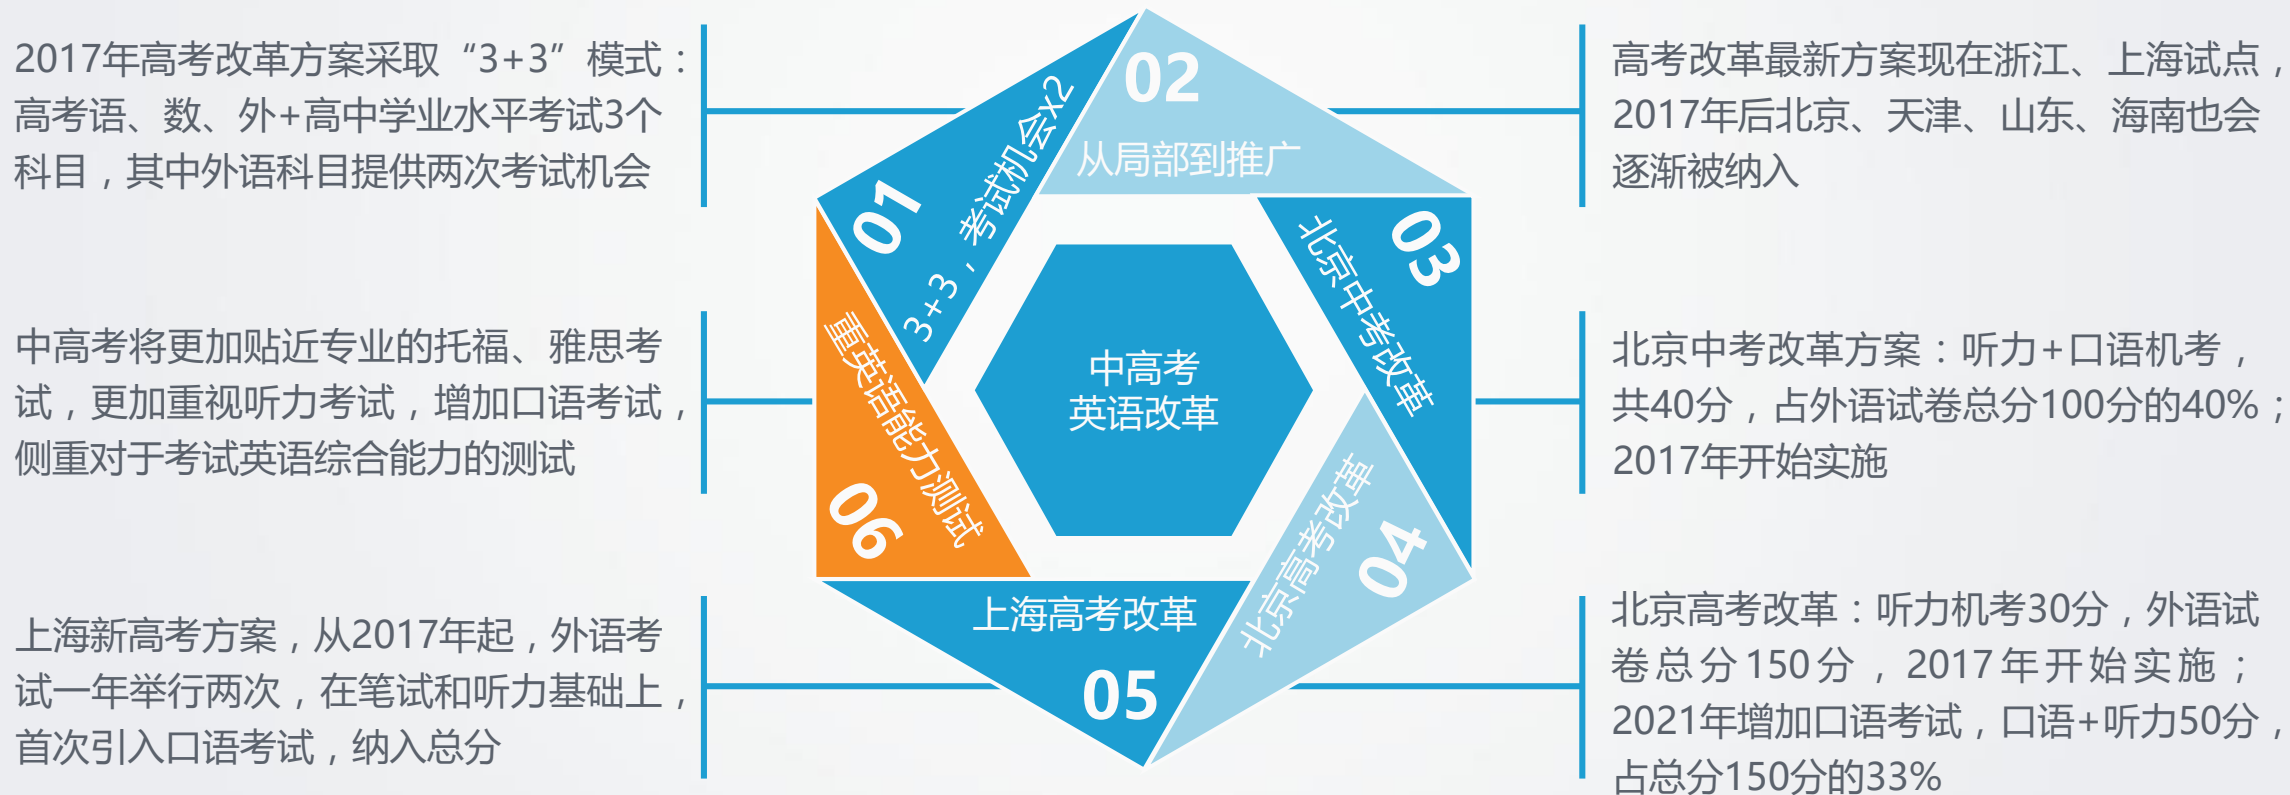 2017年高考改革方案采取“3+3”模式：
高考语、数、外+高中学业水平考试3个
科目，其中外语科目提供两次考试机会
01
3+3，考试机会x2
02
从局部到推广
高考改革最新方案现在浙江、上海试点，
2017年后北京、天津、山东、海南也会
逐渐被纳入
03
北京中考改革
北京中考改革方案：听力+口语机考，
共40分，占外语试卷总分100分的40%；
2017年开始实施
中高考
英语改革
中高考将更加贴近专业的托福、雅思考
试，更加重视听力考试，增加口语考试，
侧重对于考试英语综合能力的测试
重英语能力测试
06
北京高考改革
04
北京高考改革：听力机考30分，外语试
卷总分150分，2017年开始实施；
2021年增加口语考试，口语+听力50分，
占总分150分的33%
上海高考改革
05
上海新高考方案，从2017年起，外语考
试一年举行两次，在笔试和听力基础上，
首次引入口语考试，纳入总分